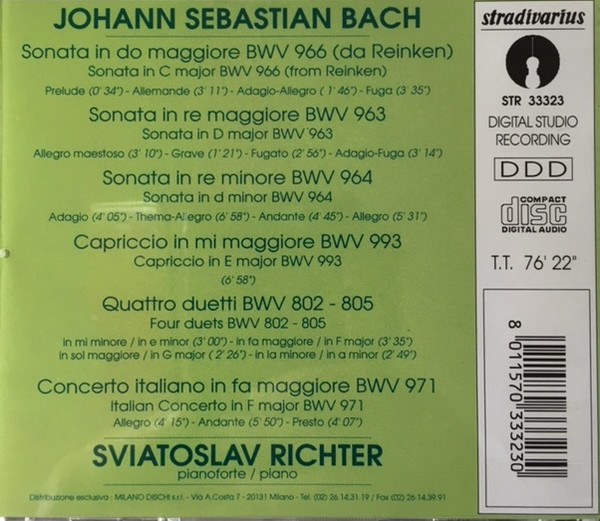 JOHANN SEBASTIAN BACH
Sonata in do maggiore BWV 966 (da Reinken)
Sonata in C major BWV 966 (from Reinken)
Prelude (0' 34") - Allemande (3' 11") - Adagio-Allegro ( 1' 46") - Fuga (3' 35")
Sonata in re maggiore BWV 963
Sonata in D major BWV 963
Allegro maestoso (3' 10") - Grave (1' 21") - Fugato (2' 56") - Adagio-Fuga (3' 14")
Sonata in re minore BWV 964
Sonata in d minor BWV 964
Adagio (4' 05") - Thema-Allegro (6' 58") - Andante (4' 45") - Allegro (5' 31")
Capriccio in mi maggiore BWV 993
Capriccio in E major BWV 993
(6' 58")
Quattro duetti BWV 802 - 805
Four duets BWV 802 - 805
in mi minore / in e minor (3' 00") - in fa maggiore / in F major (3' 35")
in sol maggiore / in G major ( 2' 26") - in la minore / in a minor (2' 49")
Concerto italiano in fa maggiore BWV 971
Italian Concerto in F major BWV 971
Allegro (4' 15") - Andante (5' 50") - Presto (4' 07")
SVIATOSLAV RICHTER
pianoforte / piano
Distribuzione esclusiva : MILANO DISCHI s.r.l. - Via A.Costa 7 - 20131 Milano - Tel. (02) 26.14.31.19 / Fax (02) 26.14.39.91
stradivarius
STR 33323
DIGITAL STUDIO
RECORDING
DDD
COMPACT
disc
DIGITAL AUDIO
T.T. 76' 22"
8 011570 333230